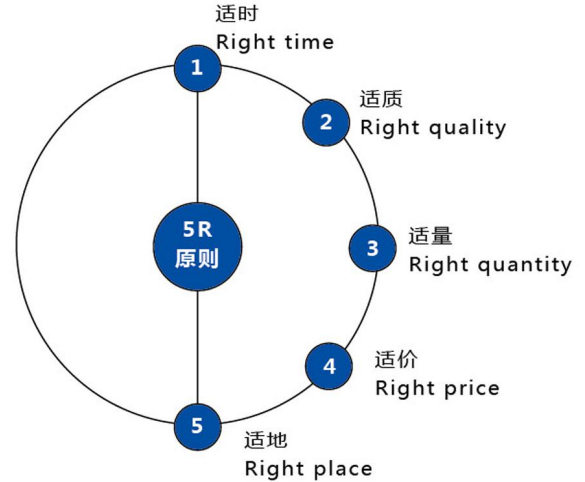 适时
Right time
1
适质
2
Right quality
5R
原则
适量
3
Right quantity
适价
4
Right price
5
适地
Right place